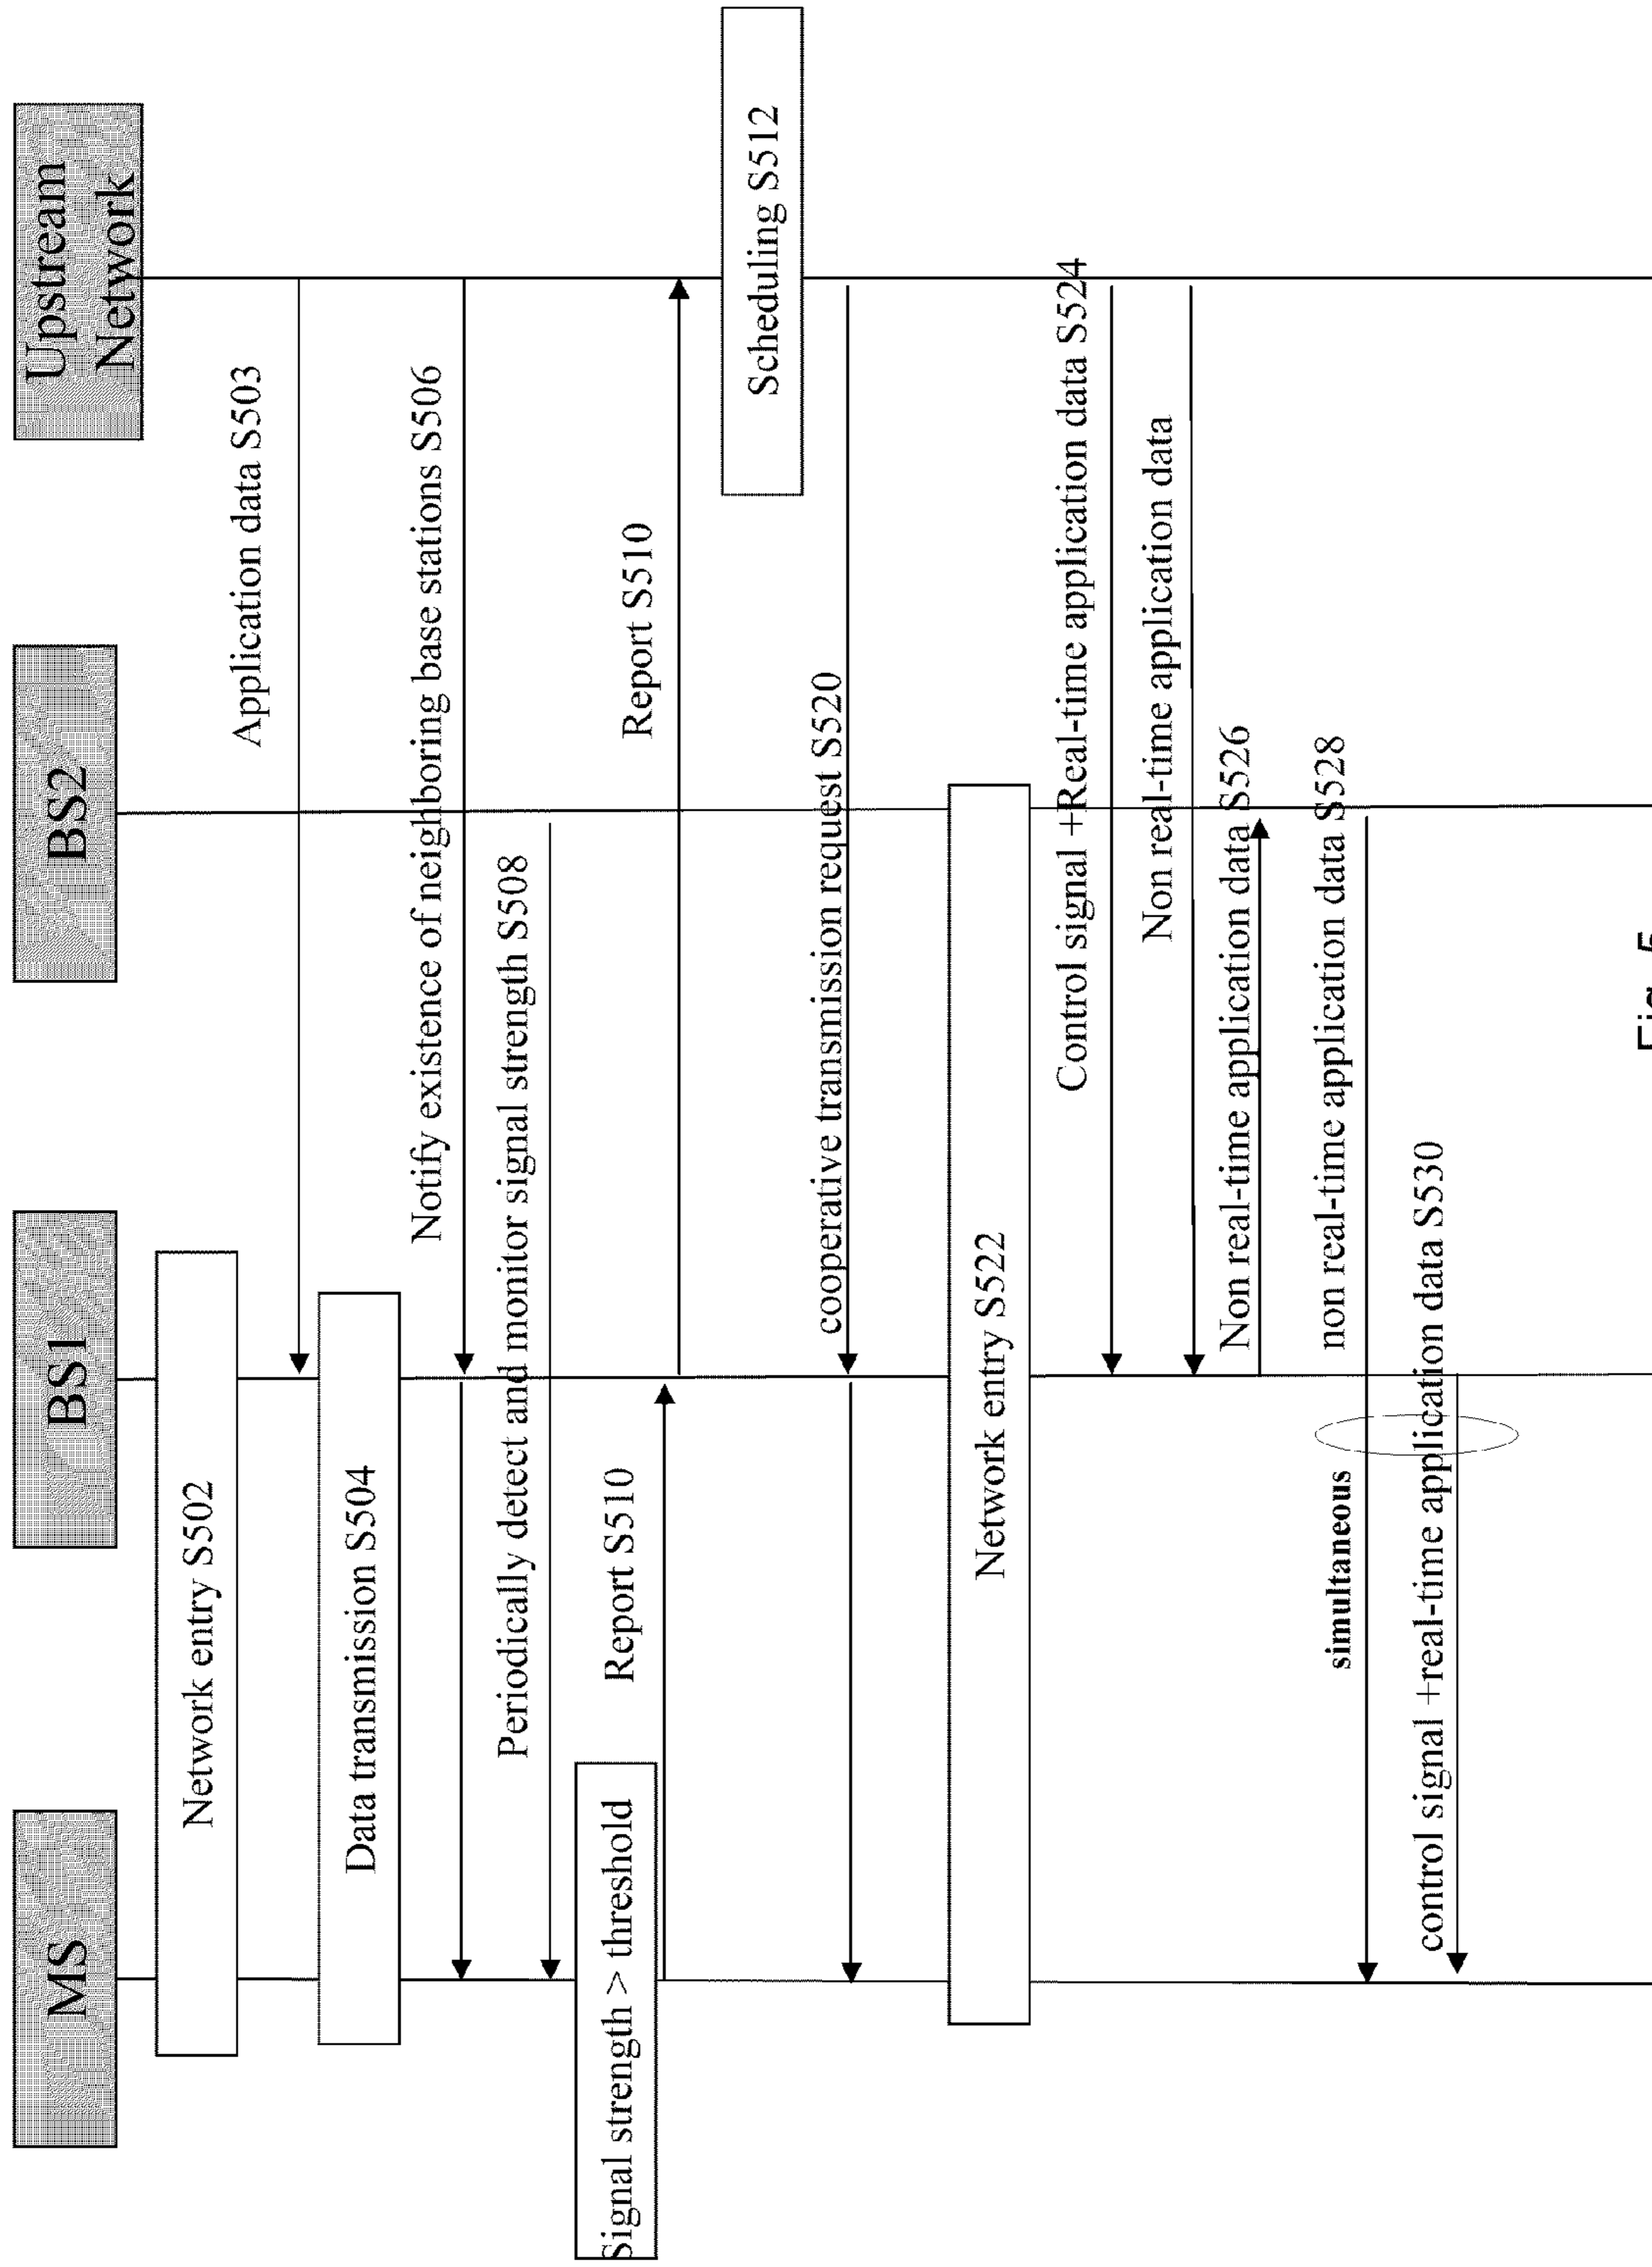 MS
BS1
BS2
Upstream
Network
Network entry S502
Application data S503
Data transmission S504
Notify existence of neighboring base stations S506
Periodically detect and monitor signal strength S508
Signal strength > threshold
Report S510
Report S510
Scheduling S512
cooperative transmission request S520
Network entry S522
Control signal +Real-time application data S524
Non real-time application data
Non real-time application data S526
non real-time application data S528
simultaneous
control signal +real-time application data S530